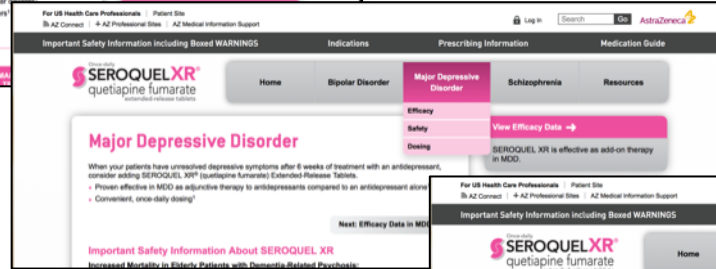 For US Health Care Professionals | Patient Site
AZ Connect | AZ Professional Sites | AZ Medical Information Support
Log In Search Go AstraZeneca
Important Safety Information including Boxed WARNINGS Indications Prescribing Information Medication Guide
Once-daily
SEROQUEL XR®
quetiapine fumarate
extended-release tablets
Home Bipolar Disorder Major Depressive Disorder Schizophrenia Resources
Efficacy
Safety
Dosing
View Efficacy Data →
SEROQUEL XR is effective as add-on therapy
in MDD.
Major Depressive Disorder
When your patients have unresolved depressive symptoms after 6 weeks of treatment with an antidepressant,
consider adding SEROQUEL XR® (quetiapine fumarate) Extended-Release Tablets.
• Proven effective in MDD as adjunctive therapy to antidepressants compared to an antidepressant alone
• Convenient, once-daily dosing¹
Next: Efficacy Data in MDD
Important Safety Information About SEROQUEL XR
Increased Mortality in Elderly Patients with Dementia-Related Psychosis:
For US Health Care Professionals | Patient Site
AZ Connect | AZ Professional Sites | AZ Medical Information Support
Important Safety Information including Boxed WARNINGS
Once-daily
SEROQUEL XR®
quetiapine fumarate
Home